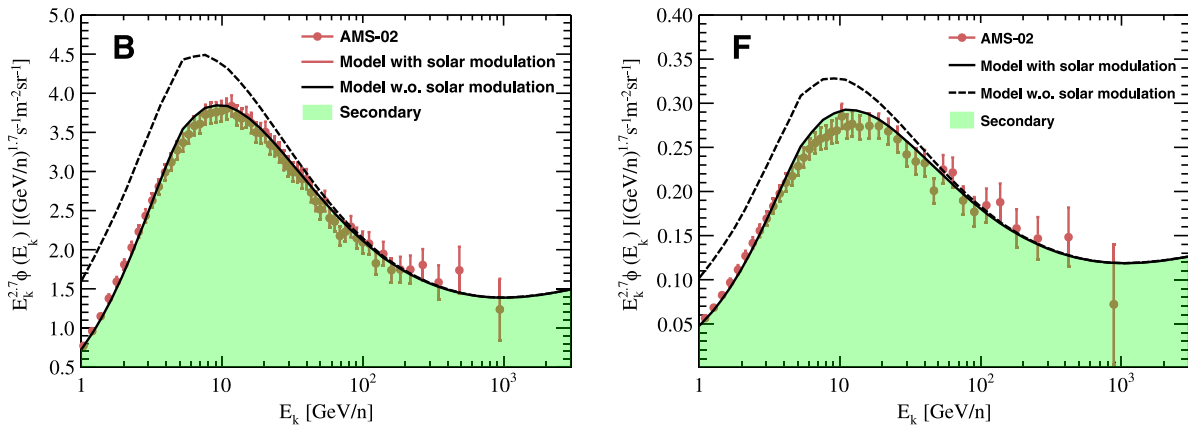 B
AMS-02
Model with solar modulation
Model w.o. solar modulation
Secondary
E_k^2.7 ϕ (E_k) [(GeV/n)^1.7 s^-1 m^-2 sr^-1]
5.0
4.5
4.0
3.5
3.0
2.5
2.0
1.5
1.0
0.5
1 10 10^2 10^3
E_k [GeV/n]
F
AMS-02
Model with solar modulation
Model w.o. solar modulation
Secondary
E_k^2.7 ϕ (E_k) [(GeV/n)^1.7 s^-1 m^-2 sr^-1]
0.40
0.35
0.30
0.25
0.20
0.15
0.10
0.05
1 10 10^2 10^3
E_k [GeV/n]